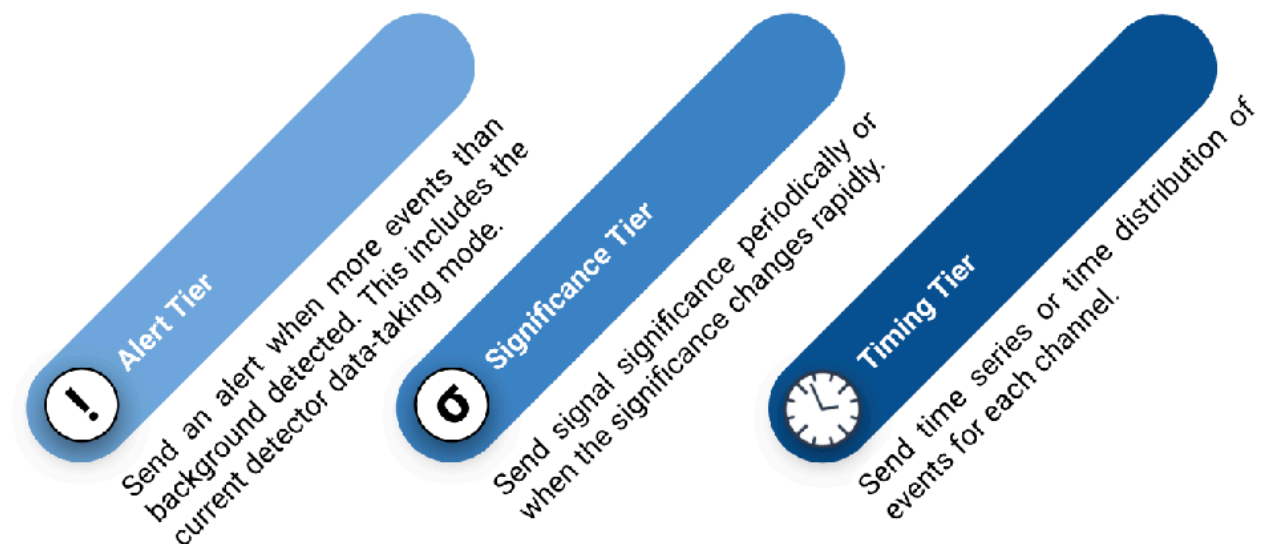 !
Alert Tier
Send an alert when more events than
background detected. This includes the
current detector data-taking mode.
σ
Significance Tier
Send signal significance periodically or
when the significance changes rapidly.
Timing Tier
Send time series or time distribution of
events for each channel.